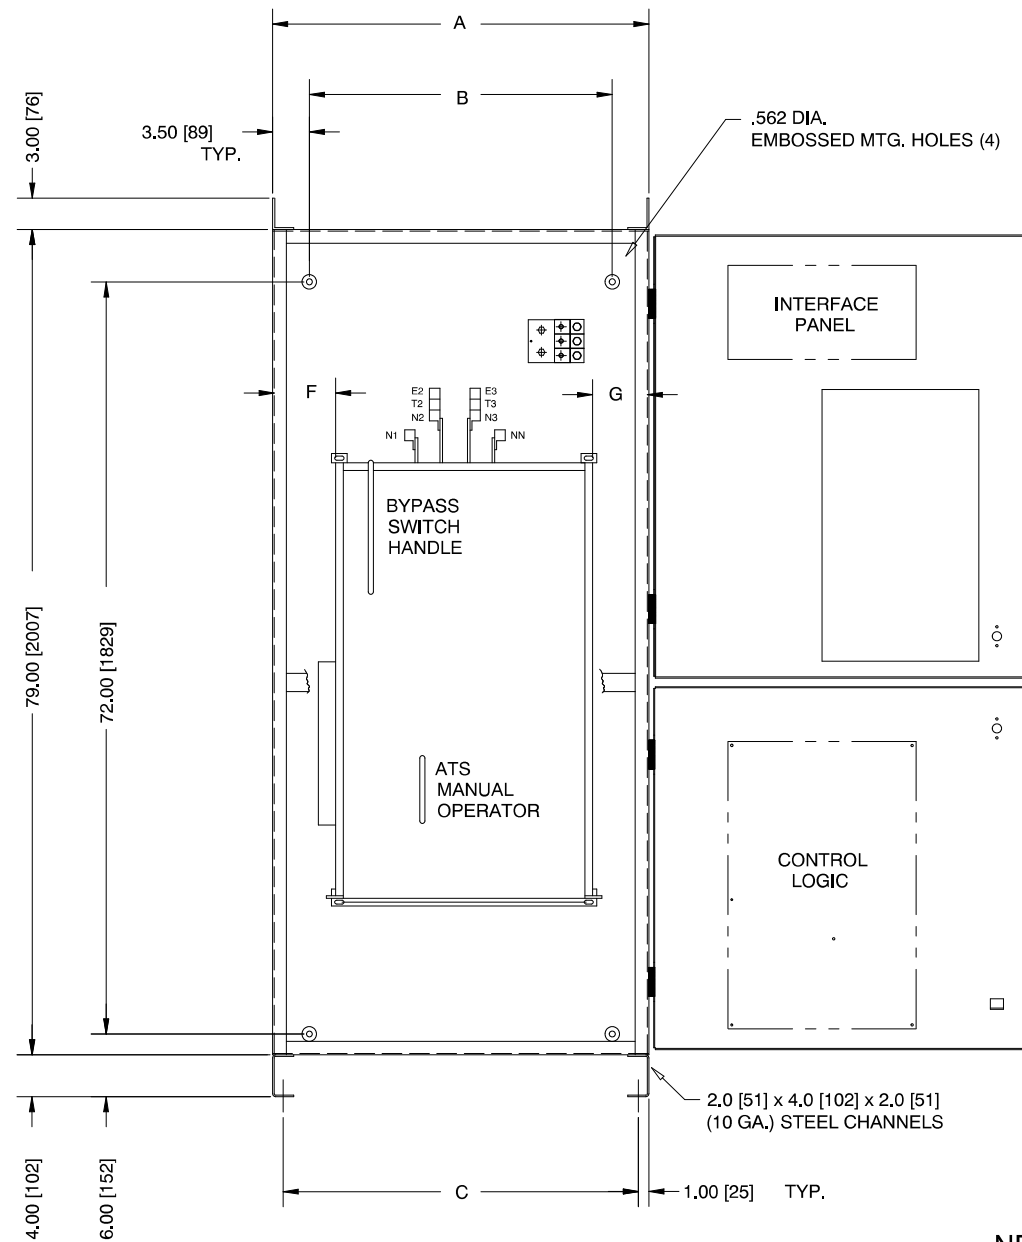 A
B
3.00 [76]
3.50 [89]
TYP.
.562 DIA.
EMBOSSED MTG. HOLES (4)
INTERFACE
PANEL
F
G
E2
T2
N2
N1
E3
T3
N3
NN
BYPASS
SWITCH
HANDLE
79.00 [2007]
72.00 [1829]
ATS
MANUAL
OPERATOR
CONTROL
LOGIC
2.0 [51] x 4.0 [102] x 2.0 [51]
(10 GA.) STEEL CHANNELS
4.00 [102]
6.00 [152]
C
1.00 [25] TYP.